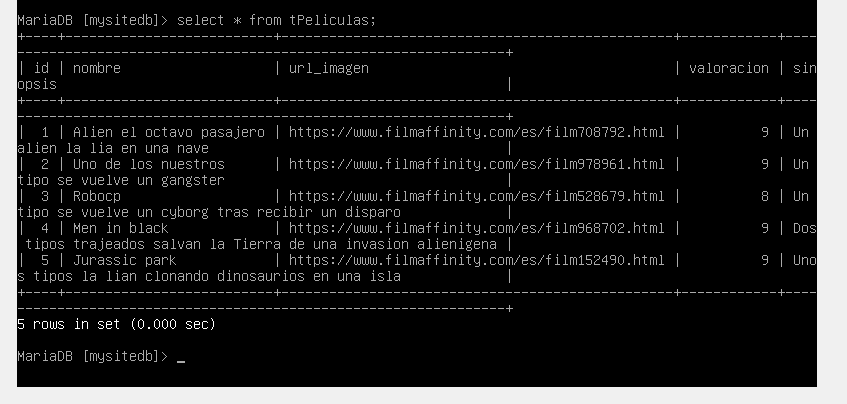 MariaDB [mysitedb]> select * from tPeliculas;
+----+--------------------------+-------------------------------------------------+-----------+----
-------------------------------------------------------------+
| id | nombre                   | url_imagen                                      | valoracion | sin
opsis                                                        |
+----+--------------------------+-------------------------------------------------+-----------+----
-------------------------------------------------------------+
|  1 | Alien el octavo pasajero | https://www.filmaffinity.com/es/film708792.html |          9 | Un 
alien la lia en una nave                                     |
|  2 | Uno de los nuestros      | https://www.filmaffinity.com/es/film978961.html |          9 | Un 
tipo se vuelve un gangster                                   |
|  3 | Robocp                   | https://www.filmaffinity.com/es/film528679.html |          8 | Un 
tipo se vuelve un cyborg tras recibir un disparo             |
|  4 | Men in black             | https://www.filmaffinity.com/es/film968702.html |          9 | Dos
 tipos trajeados salvan la Tierra de una invasion alienigena |
|  5 | Jurassic park            | https://www.filmaffinity.com/es/film152490.html |          9 | Uno
s tipos la lian clonando dinosaurios en una isla             |
+----+--------------------------+-------------------------------------------------+-----------+----
-------------------------------------------------------------+
5 rows in set (0.000 sec)
MariaDB [mysitedb]> _